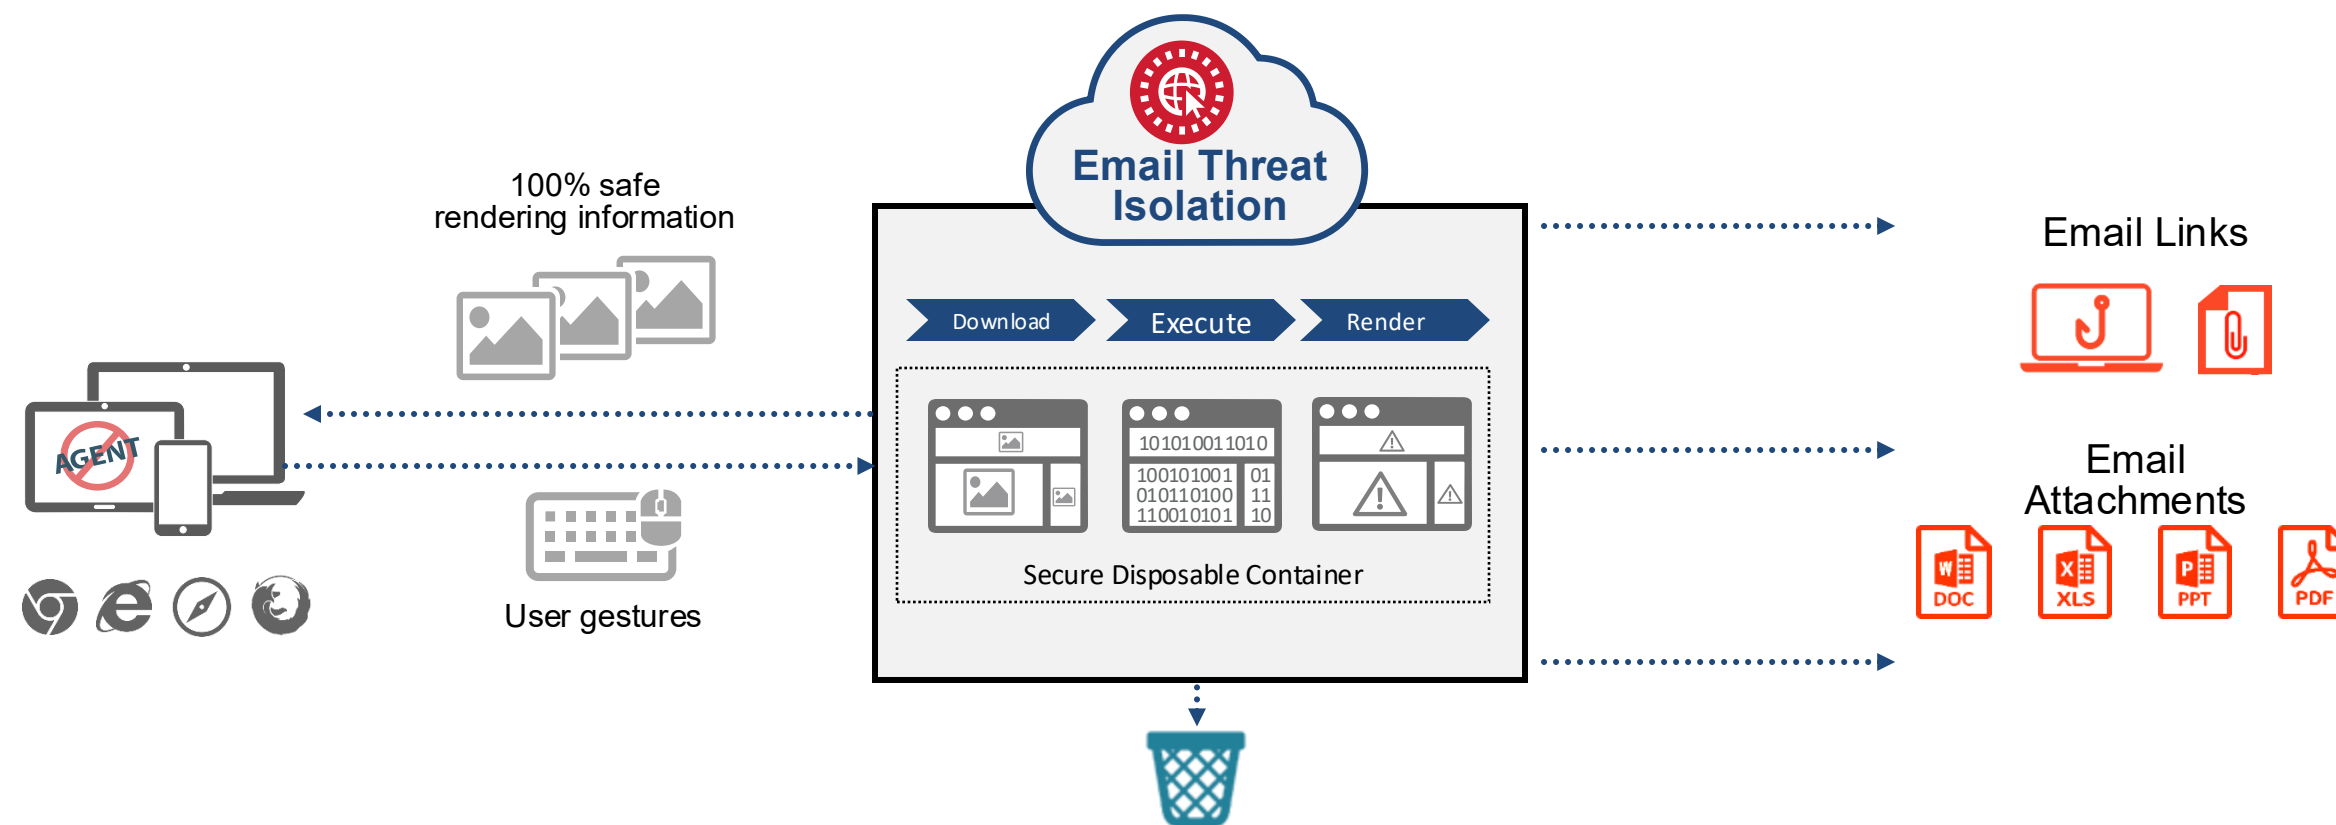 Email Threat
Isolation
100% safe
rendering information
AGENT
User gestures
Download
Execute
Render
101010011010
100101001
010110100
110010101
01
11
10
Secure Disposable Container
Email Links
Email
Attachments
W
DOC
X
XLS
P
PPT
PDF